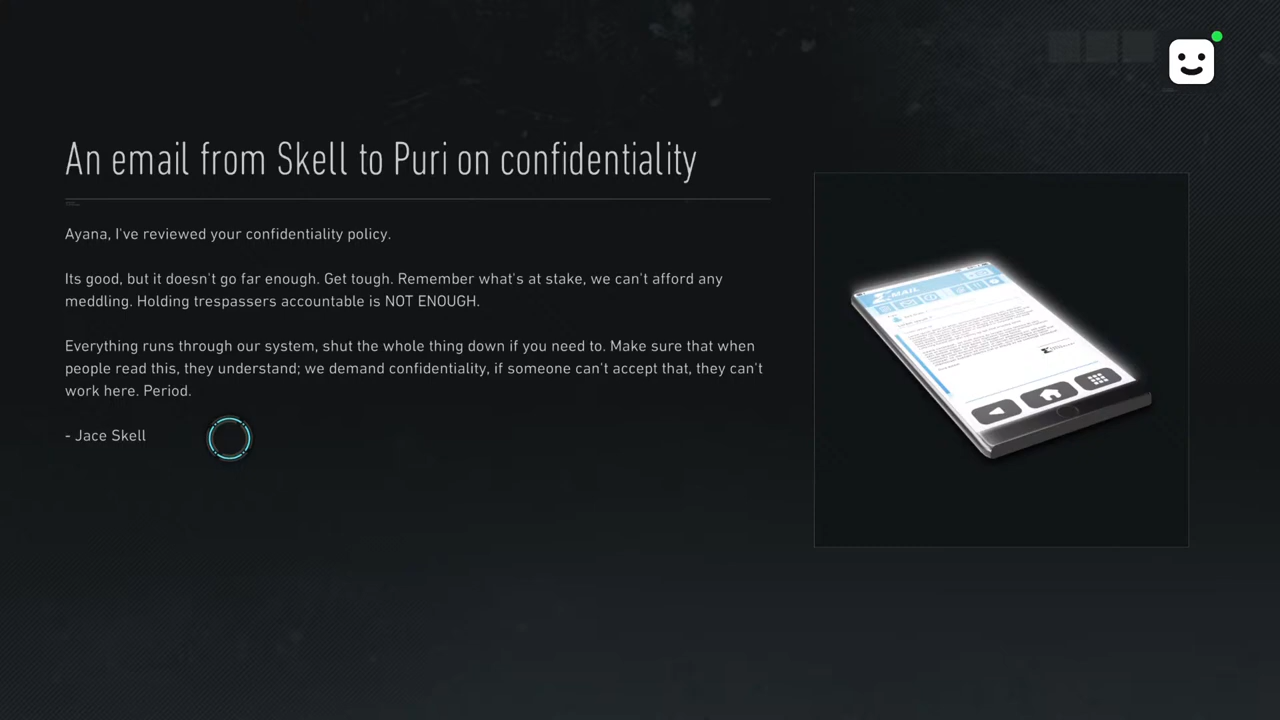 An email from Skell to Puri on confidentiality
Ayana, I've reviewed your confidentiality policy.
Its good, but it doesn't go far enough. Get tough. Remember what's at stake, we can't afford any
meddling. Holding trespassers accountable is NOT ENOUGH.
Everything runs through our system, shut the whole thing down if you need to. Make sure that when
people read this, they understand; we demand confidentiality, if someone can't accept that, they can't
work here. Period.
- Jace Skell